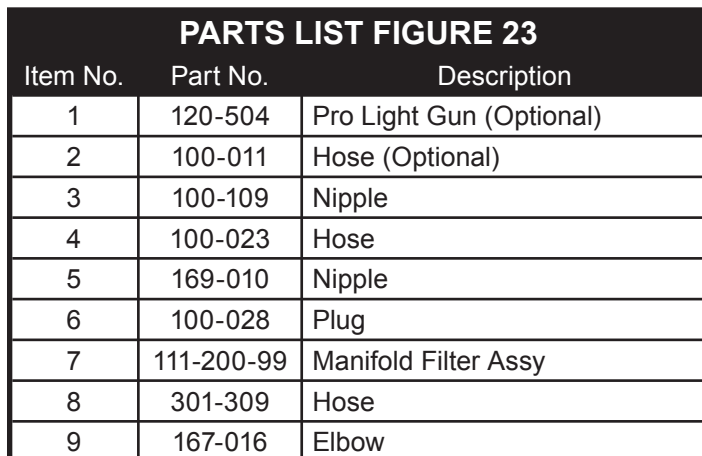 PARTS LIST FIGURE 23
Item No. Part No. Description
1 120-504 Pro Light Gun (Optional)
2 100-011 Hose (Optional)
3 100-109 Nipple
4 100-023 Hose
5 169-010 Nipple
6 100-028 Plug
7 111-200-99 Manifold Filter Assy
8 301-309 Hose
9 167-016 Elbow